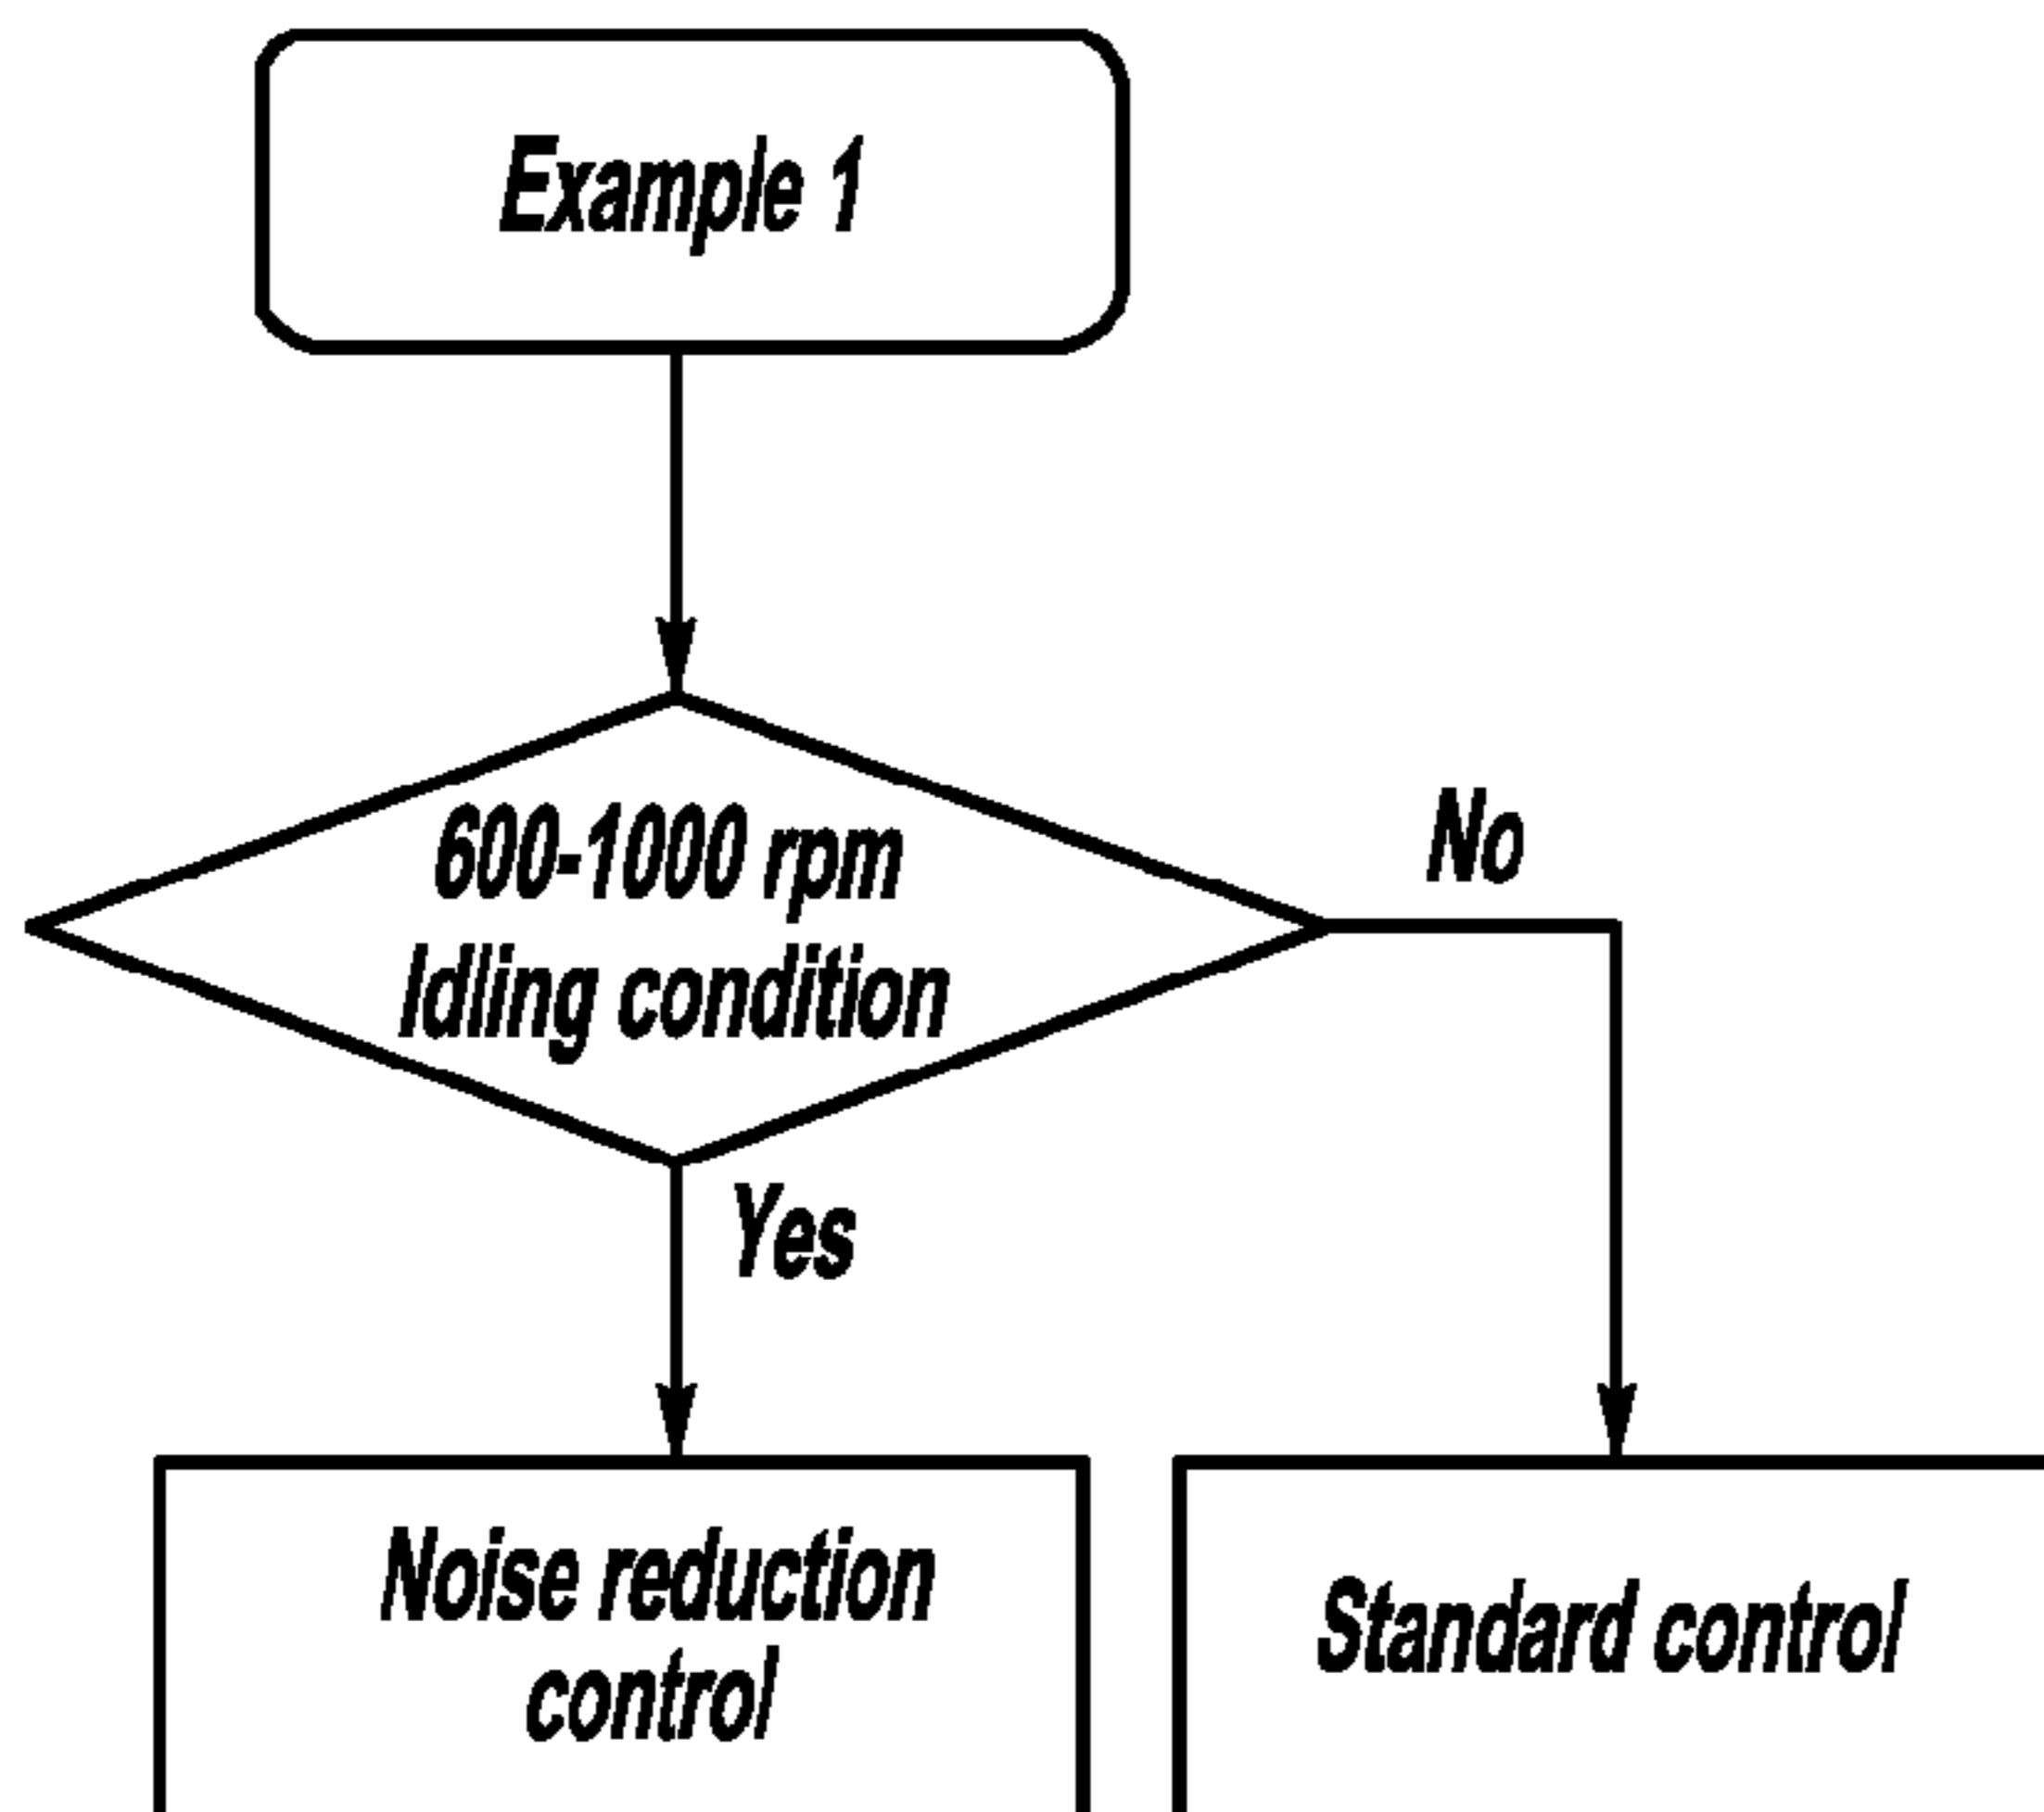 Example 1
600-1000 rpm
Idling condition
No
Yes
Noise reduction
control
Standard control